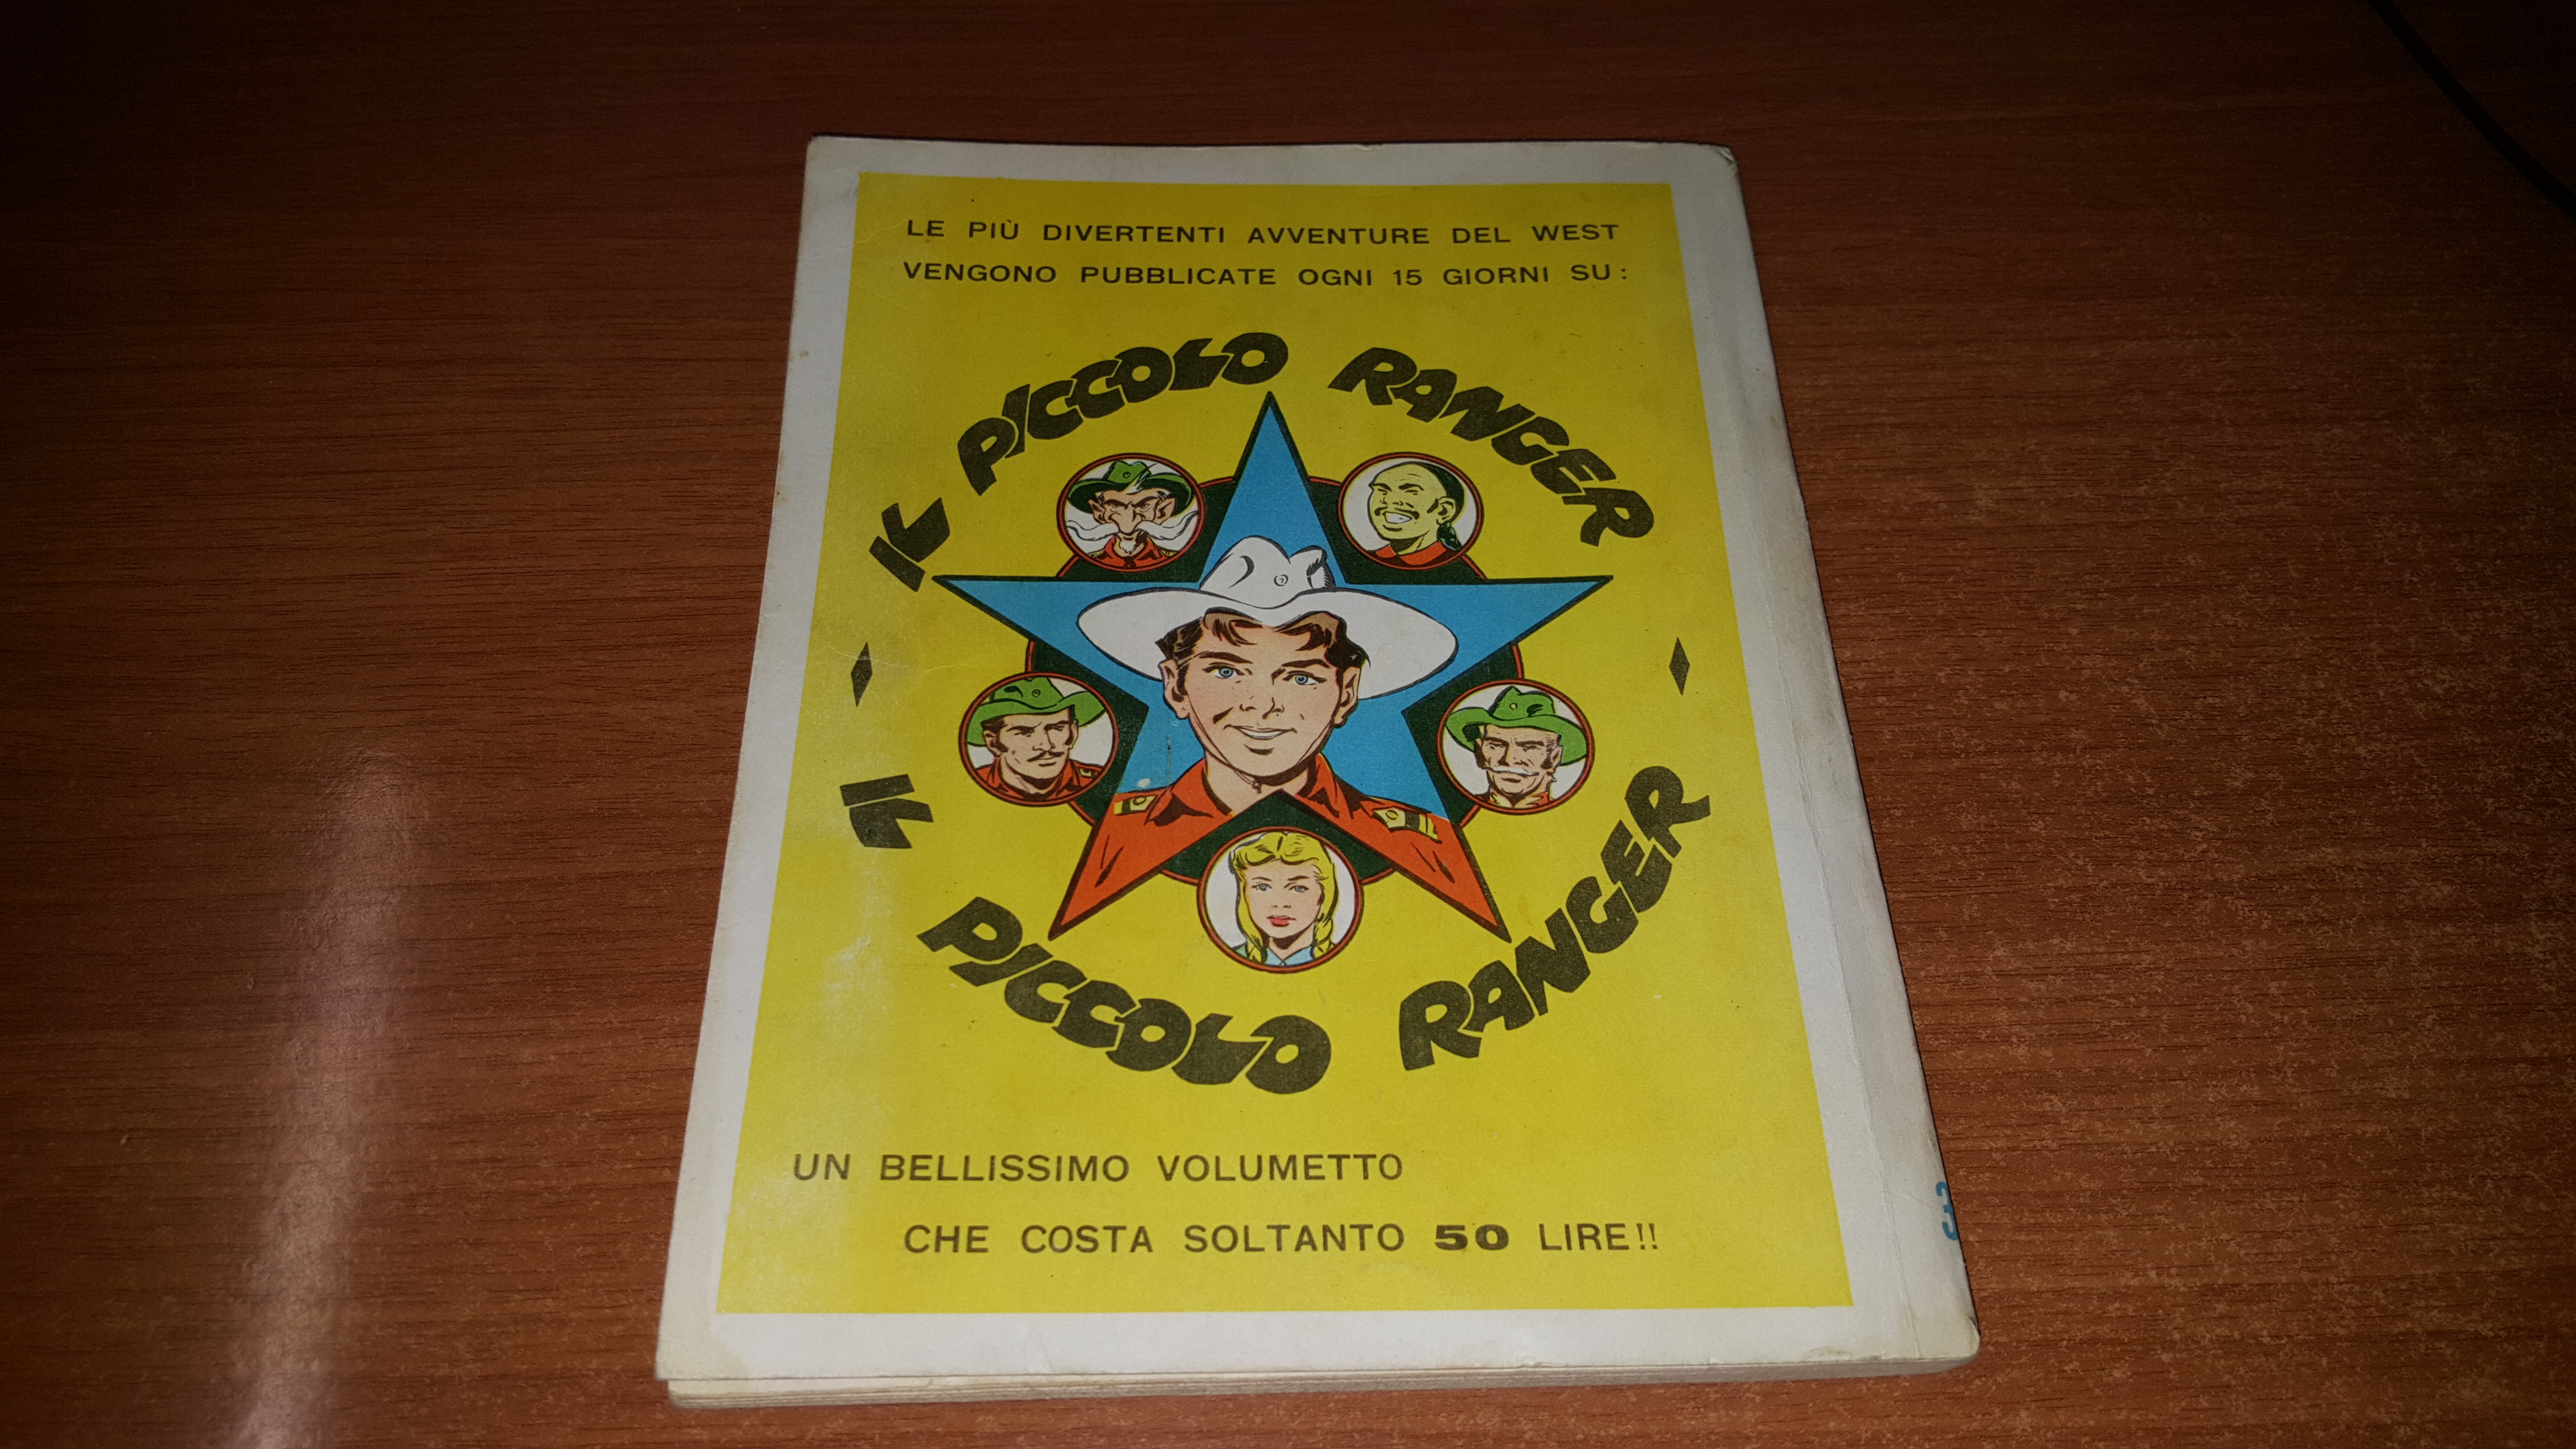 LE PIÙ DIVERTENTI AVVENTURE DEL WEST
VENGONO PUBBLICATE OGNI 15 GIORNI SU:
IL PICCOLO RANGER
IL PICCOLO RANGER
UN BELLISSIMO VOLUMETTO
CHE COSTA SOLTANTO 50 LIRE!!
3